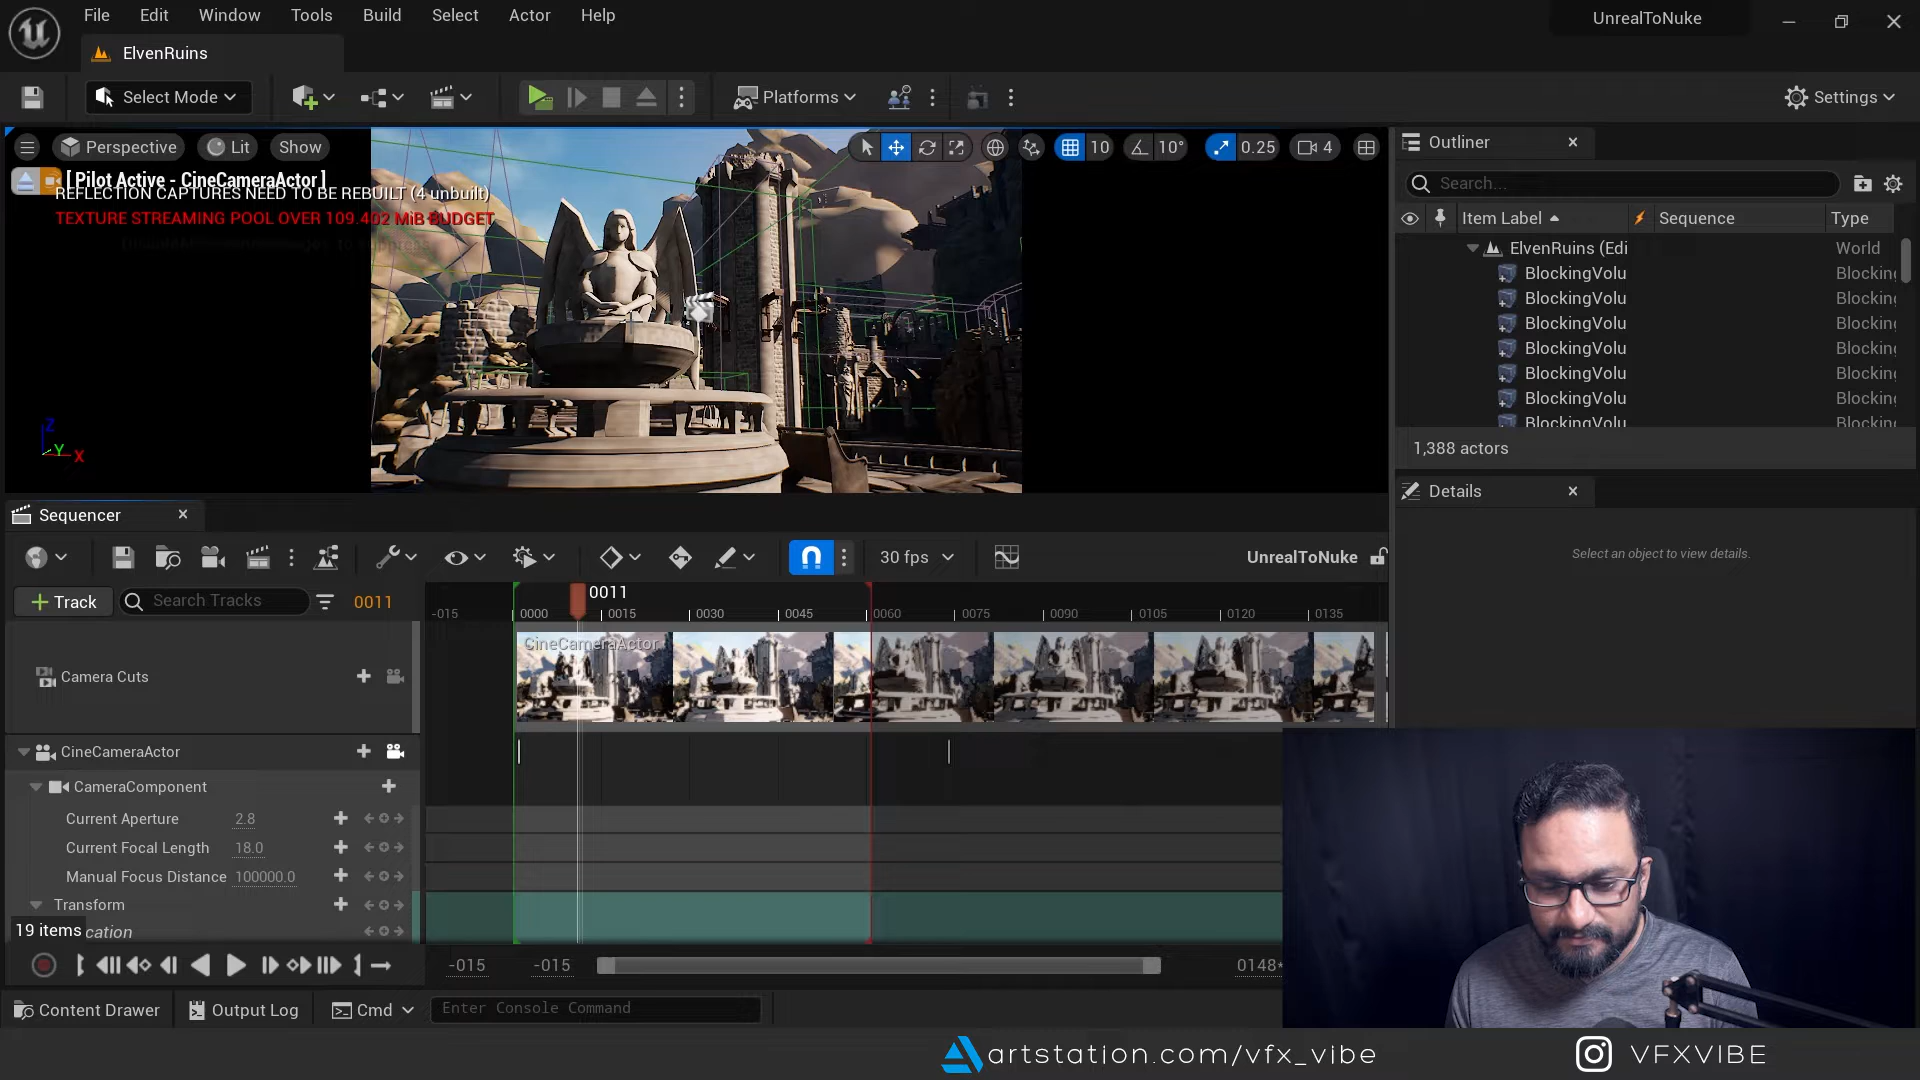 File Edit Window Tools Build Select Actor Help
UnrealToNuke
ElvenRuins
Select Mode
Platforms
Settings
Perspective Lit Show
10 10° 0.25 4
[ Pilot Active - CineCameraActor ]
REFLECTION CAPTURES NEED TO BE REBUILT (4 unbuilt)
TEXTURE STREAMING POOL OVER 109.402 MiB BUDGET
Z
Y X
Outliner
Search...
Item Label Sequence Type
ElvenRuins (Edi World
BlockingVolu Blocking
BlockingVolu Blocking
BlockingVolu Blocking
BlockingVolu Blocking
BlockingVolu Blocking
BlockingVolu Blocking
BlockingVolu Blocking
1,388 actors
Details
Select an object to view details.
Sequencer
30 fps
UnrealToNuke
Track Search Tracks 0011
0011
-015 0000 0015 0030 0045 0060 0075 0090 0105 0120 0135
CineCameraActor
Camera Cuts
CineCameraActor
CameraComponent
Current Aperture 2.8
Current Focal Length 18.0
Manual Focus Distance 100000.0
Transform
19 items cation
-015 -015 0148+
Content Drawer Output Log Cmd Enter Console Command
artstation.com/vfx_vibe VFXVIBE